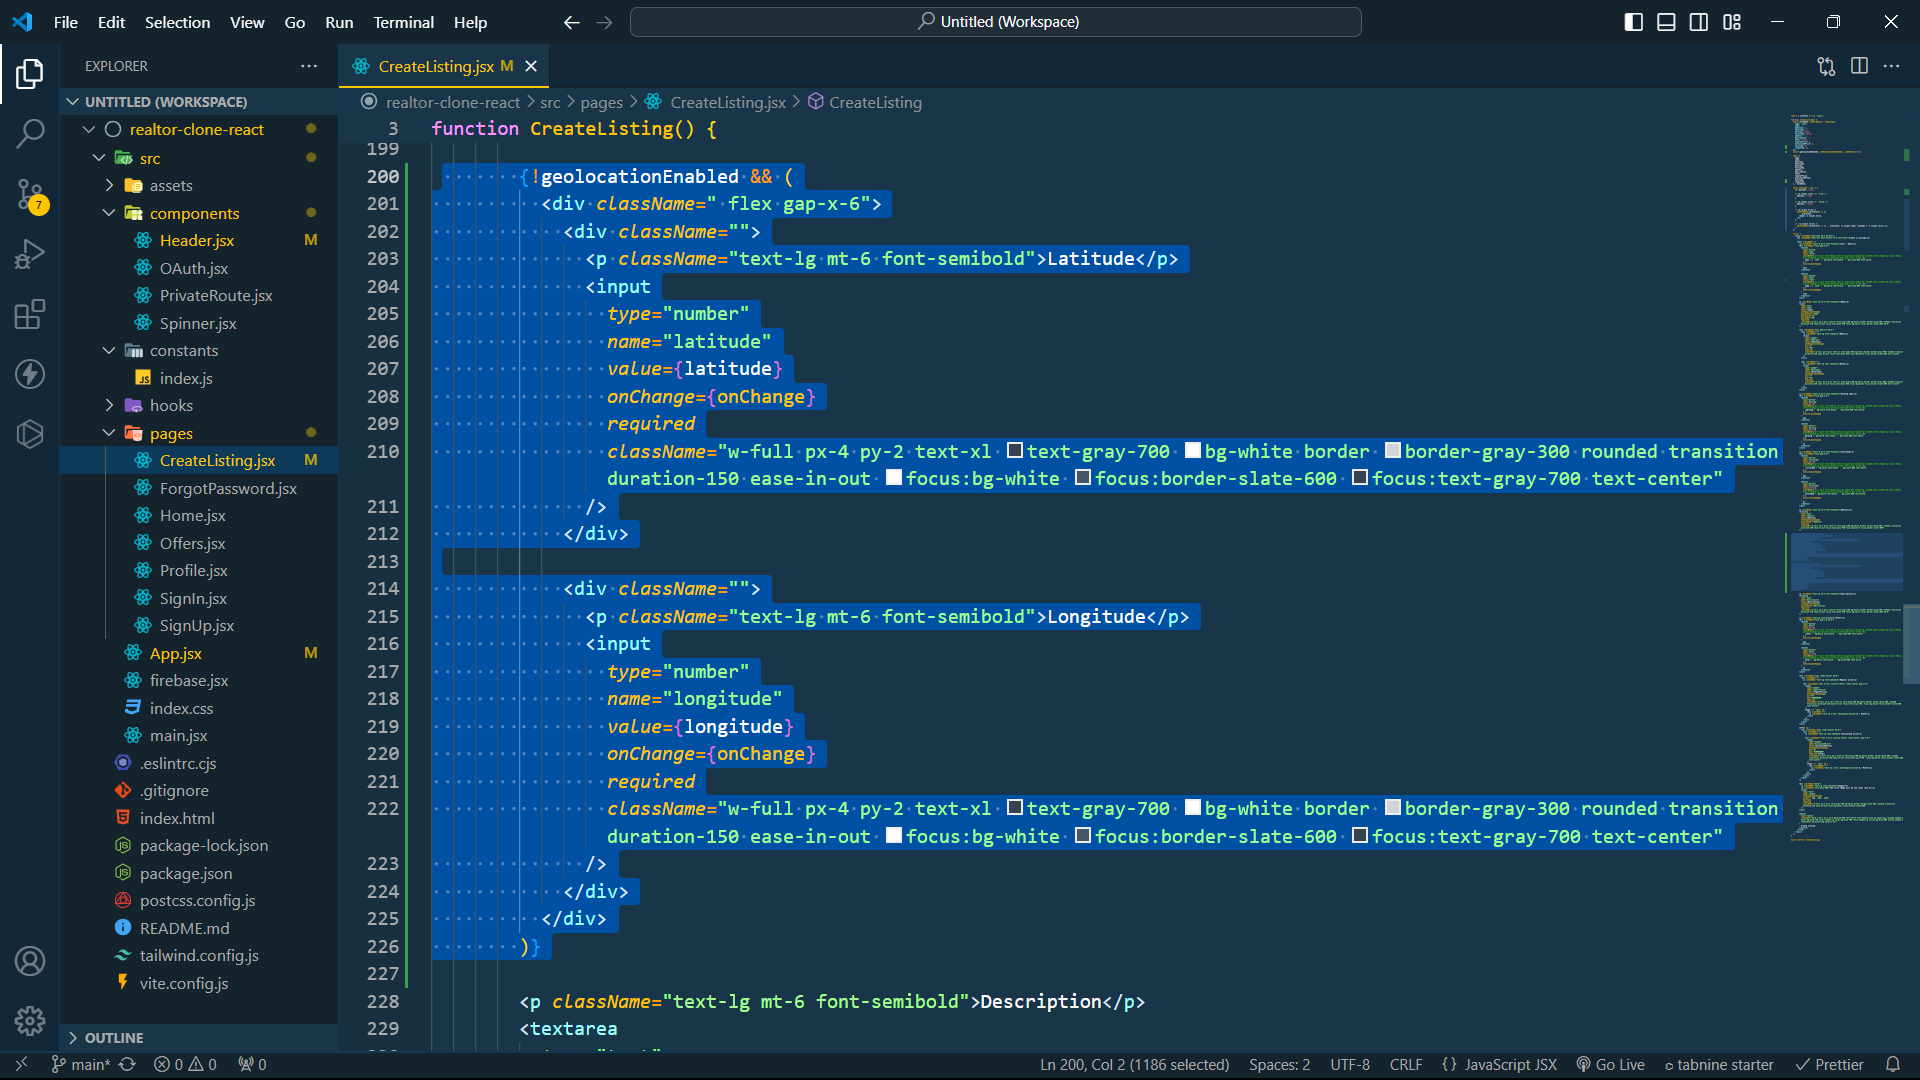 File Edit Selection View Go Run Terminal Help
Untitled (Workspace)
EXPLORER
UNTITLED (WORKSPACE)
realtor-clone-react
src
assets
components
Header.jsx M
OAuth.jsx
PrivateRoute.jsx
Spinner.jsx
constants
index.js
hooks
pages
CreateListing.jsx M
ForgotPassword.jsx
Home.jsx
Offers.jsx
Profile.jsx
SignIn.jsx
SignUp.jsx
App.jsx M
firebase.jsx
index.css
main.jsx
.eslintrc.cjs
.gitignore
index.html
package-lock.json
package.json
postcss.config.js
README.md
tailwind.config.js
vite.config.js
OUTLINE
7
CreateListing.jsx M
realtor-clone-react > src > pages > CreateListing.jsx > CreateListing
3 function CreateListing() {
199
200 {!geolocationEnabled && (
201 <div className=" flex gap-x-6">
202 <div className="">
203 <p className="text-lg mt-6 font-semibold">Latitude</p>
204 <input
205 type="number"
206 name="latitude"
207 value={latitude}
208 onChange={onChange}
209 required
210 className="w-full px-4 py-2 text-xl text-gray-700 bg-white border border-gray-300 rounded transition
duration-150 ease-in-out focus:bg-white focus:border-slate-600 focus:text-gray-700 text-center"
211 />
212 </div>
213
214 <div className="">
215 <p className="text-lg mt-6 font-semibold">Longitude</p>
216 <input
217 type="number"
218 name="longitude"
219 value={longitude}
220 onChange={onChange}
221 required
222 className="w-full px-4 py-2 text-xl text-gray-700 bg-white border border-gray-300 rounded transition
duration-150 ease-in-out focus:bg-white focus:border-slate-600 focus:text-gray-700 text-center"
223 />
224 </div>
225 </div>
226 )}
227
228 <p className="text-lg mt-6 font-semibold">Description</p>
229 <textarea
main* 0 0 0 Ln 200, Col 2 (1186 selected) Spaces: 2 UTF-8 CRLF {} JavaScript JSX Go Live tabnine starter Prettier